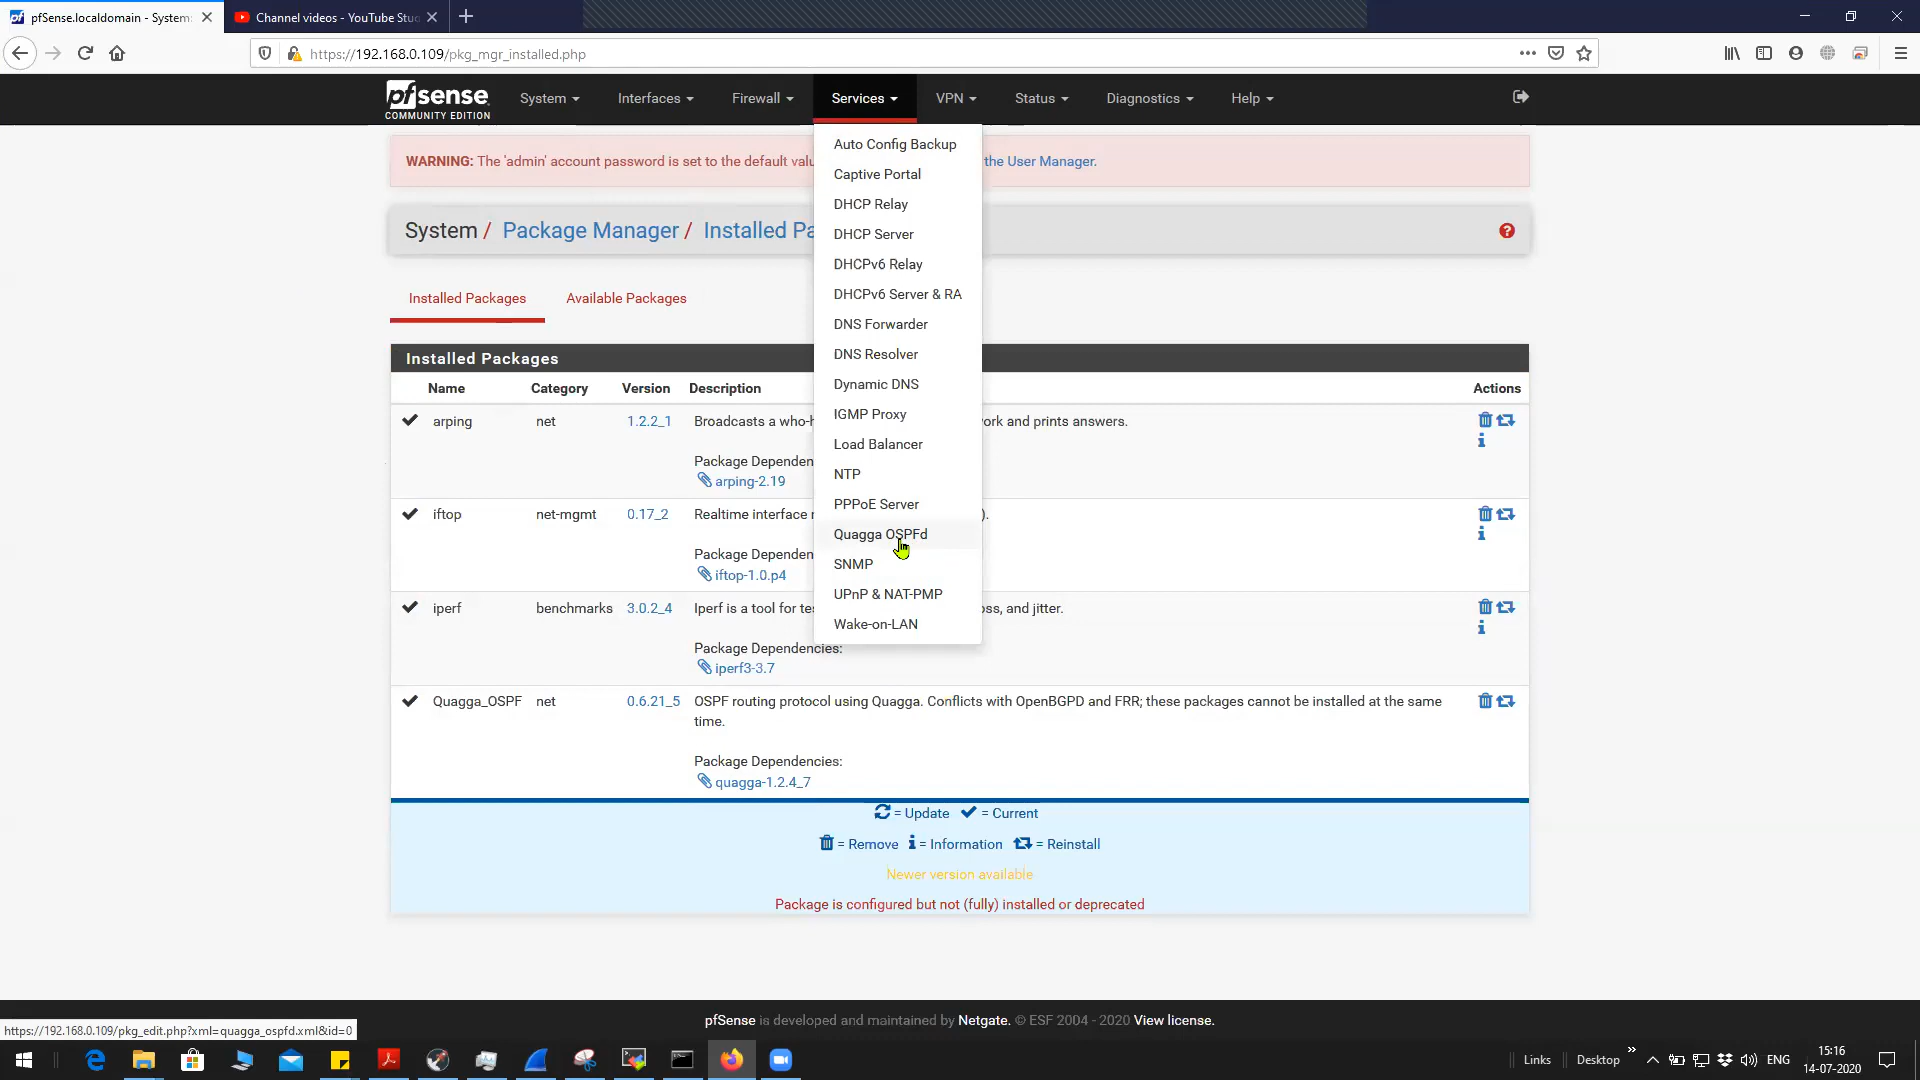 pfSense.localdomain - System:
Channel videos - YouTube Stu
https://192.168.0.109/pkg_mgr_installed.php
pfsense
COMMUNITY EDITION
System
Interfaces
Firewall
Services
VPN
Status
Diagnostics
Help
Auto Config Backup
Captive Portal
DHCP Relay
DHCP Server
DHCPv6 Relay
DHCPv6 Server & RA
DNS Forwarder
DNS Resolver
Dynamic DNS
IGMP Proxy
Load Balancer
NTP
PPPoE Server
Quagga OSPFd
SNMP
UPnP & NAT-PMP
Wake-on-LAN
WARNING: The 'admin' account password is set to the default valu the User Manager.
System / Package Manager / Installed Pa
Installed Packages
Available Packages
Installed Packages
Name Category Version Description Actions
arping net 1.2.2_1 Broadcasts a who-h ork and prints answers.
Package Dependen
arping-2.19
iftop net-mgmt 0.17_2 Realtime interface ).
Package Dependen
iftop-1.0.p4
iperf benchmarks 3.0.2_4 Iperf is a tool for tes oss, and jitter.
Package Dependencies:
iperf3-3.7
Quagga_OSPF net 0.6.21_5 OSPF routing protocol using Quagga. Conflicts with OpenBGPD and FRR; these packages cannot be installed at the same
time.
Package Dependencies:
quagga-1.2.4_7
= Update = Current
= Remove = Information = Reinstall
Newer version available
Package is configured but not (fully) installed or deprecated
pfSense is developed and maintained by Netgate. © ESF 2004 - 2020 View license.
https://192.168.0.109/pkg_edit.php?xml=quagga_ospfd.xml&id=0
Links
Desktop
ENG
15:16
14-07-2020